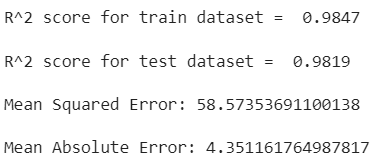 R^2 score for train dataset =  0.9847
R^2 score for test dataset =  0.9819
Mean Squared Error: 58.57353691100138
Mean Absolute Error: 4.351161764987817